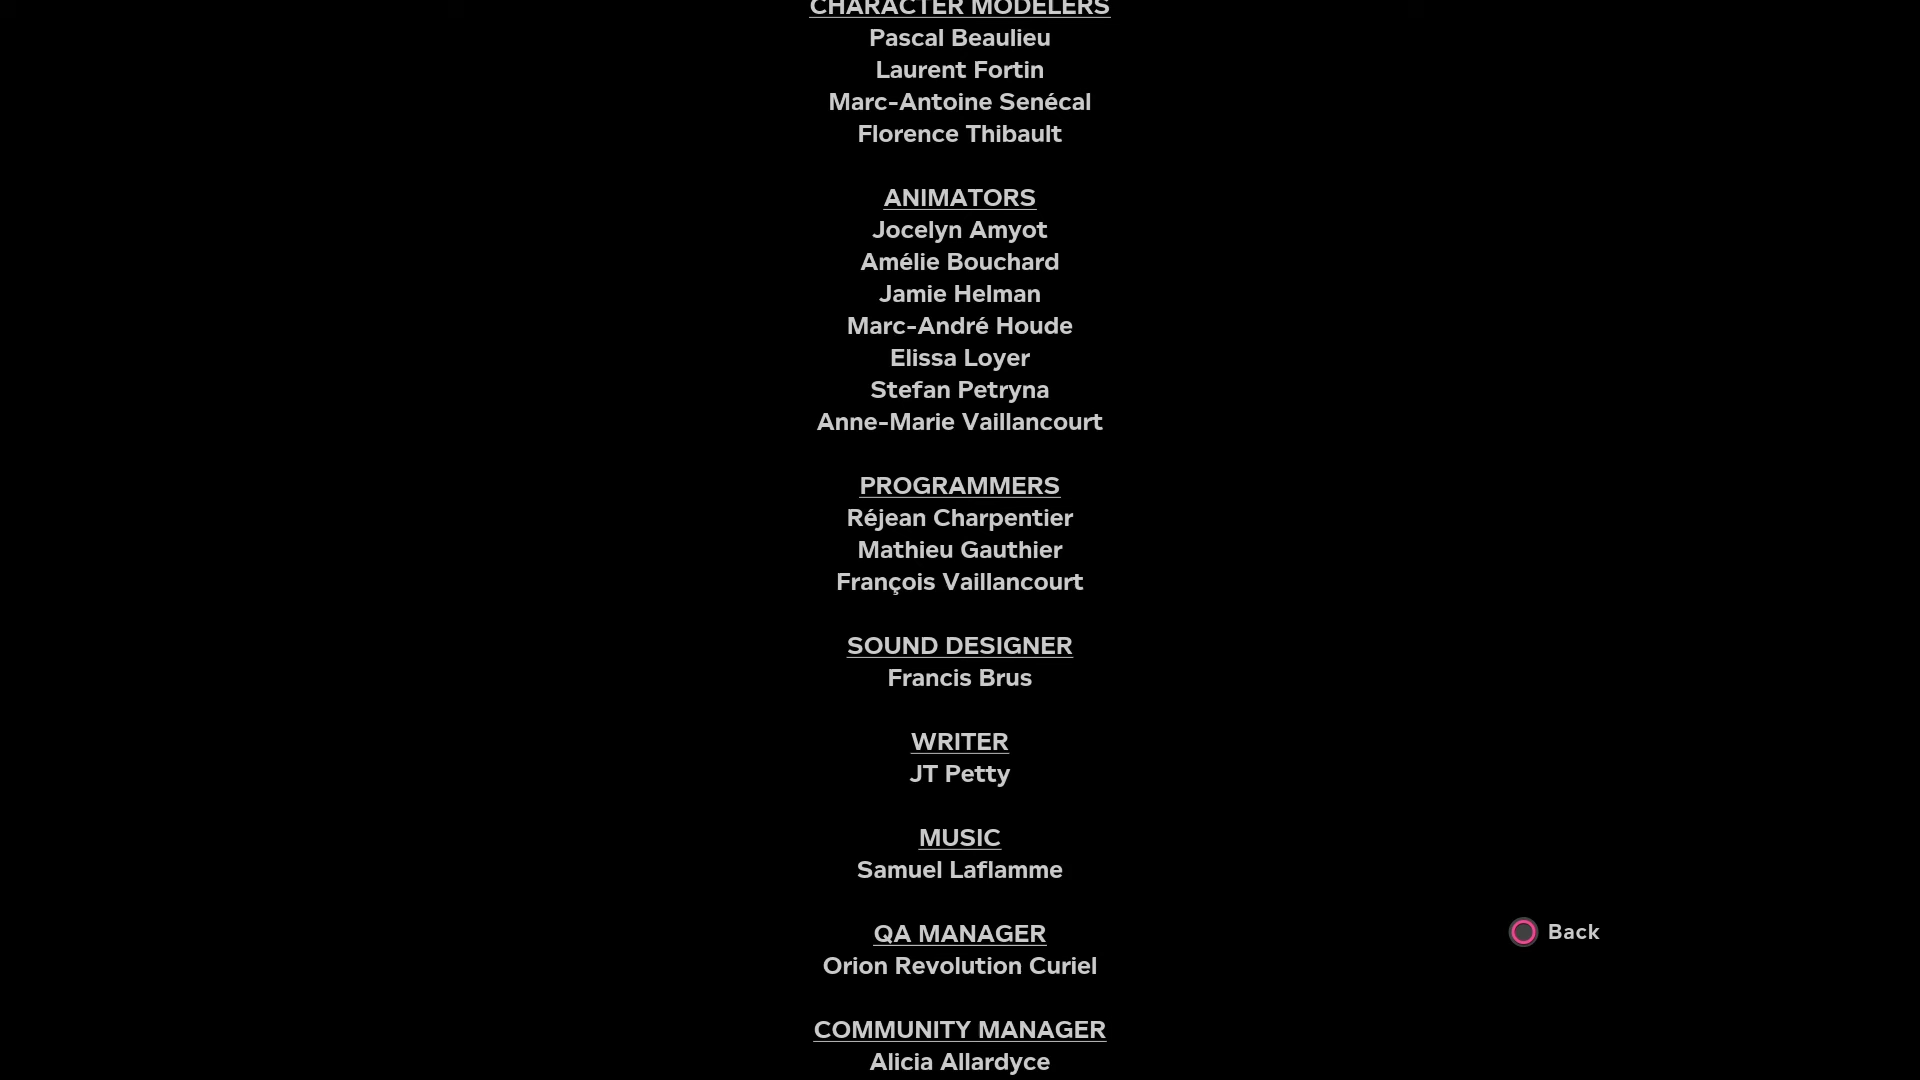 CHARACTER MODELERS
Pascal Beaulieu
Laurent Fortin
Marc-Antoine Senécal
Florence Thibault
ANIMATORS
Jocelyn Amyot
Amélie Bouchard
Jamie Helman
Marc-André Houde
Elissa Loyer
Stefan Petryna
Anne-Marie Vaillancourt
PROGRAMMERS
Réjean Charpentier
Mathieu Gauthier
François Vaillancourt
SOUND DESIGNER
Francis Brus
WRITER
JT Petty
MUSIC
Samuel Laflamme
QA MANAGER
Orion Revolution Curiel
Back
COMMUNITY MANAGER
Alicia Allardyce